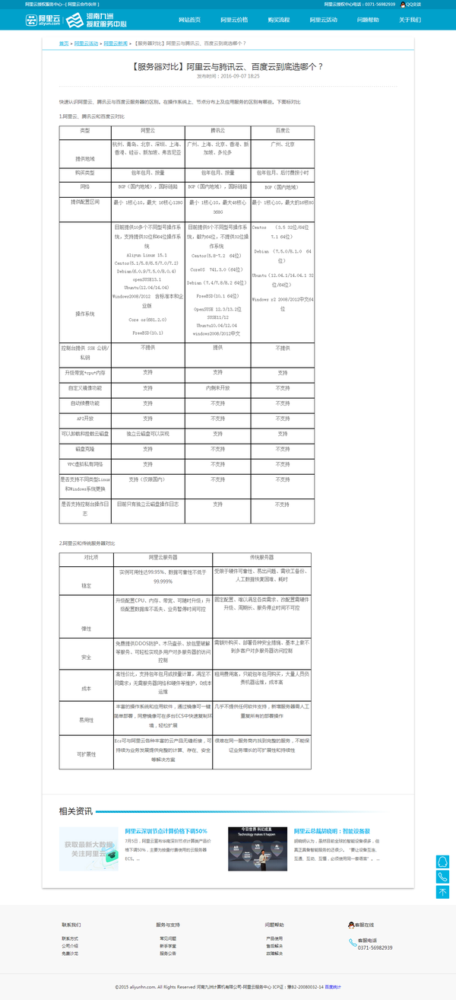 阿里云授权服务中心--[ 阿里云合作伙伴 ]
阿里云授权中心电话：0371-56982939 QQ交谈
阿里云
aliyun.com
河南九洲
授权服务中心
网站首页 阿里云价格 购买流程 阿里云活动 问题帮助 关于我们
首页 » 阿里云活动 » 阿里云新闻 » 【服务器对比】阿里云与腾讯云、百度云到底选哪个？
【服务器对比】阿里云与腾讯云、百度云到底选哪个？
发布时间：2016-09-07 18:25
快速认识阿里云、腾讯云与百度云服务器的区别。在操作系统上、节点分布上及应用服务的区别有哪些。下面标对比
1.阿里云、腾讯云和百度云对比
类型 阿里云 腾讯云 百度云
提供地域
杭州、青岛、北京、深圳、上海、
香港、硅谷、新加坡、弗吉尼亚
广州、上海、北京、香港、新
加坡、多伦多
广州、北京
购买类型 包年包月、按量 包年包月、按量 包年包月、后付费按小时
网络 BGP（国内地域），国际链路 BGP（国内地域），国际链路 BGP（国内地域）
提供配置区间
最小 1核心1G，最大 16核心128G
最小 1核心1G，最大48核心
368G
最小 1核心1G，最大的16核8G
操作系统
目前提供10多个不同型号操作系
统，支持提供32位和64位操作系
统
Aliyun Linux 15.1
Centos(5.1/5.8/6.5/7.0/7.2)
Debian(6.0.9/7.5.0/8.0.4)
openSUSE13.1
Ubuntu(12.04/14.04)
Windows2008/2012 含标准本和企
业版
Core os(681.2.0)
FreeBSD(10.1)
目前提供5个不同型号操作系
统，都为64位，不提供32位操
作系统
Centos(5.8-7.2 64位)
CoreOS 741.3.0（64位）
Debian（7.4/7.8/8.2 64位）
FreeBSD(10.1 64位)
OpenSUSE 12.3/13.2位
SUSE11/12
Ubuntu10.04/12.04
windows2008/2012中文
Centos （3.5 32位/64位
7.1 64位）
Debian （7.5.0/8.1.0 64
位）
Ubuntu（12.04.1/14.04.1 32
位/64位）
Windows r2 2008/2012中文64
位
控制台提供 SSH 公钥/
私钥
不提供 提供 不提供
升级带宽+cpu+内存 支持 支持 支持
自定义镜像功能 支持 内侧未开放 不支持
自动续费功能 支持 不支持 不支持
API开放 支持 不支持 不支持
可以卸载和挂载云磁盘 独立云磁盘可以实现 支持 支持
磁盘克隆 支持 不支持 不支持
VPC虚拟私有网络 支持 不支持 不支持
是否支持不同类型Linux
和Windows系统更换
支持（仅限国内） 不支持 不支持
是否支持控制台操作日
志
目前只有独立云磁盘操作日志 支持 不支持
2.阿里云和传统服务器对比
对比项 阿里云服务器 传统服务器
稳定
实例可用性达99.95%、数据可靠性不低于
99.999%
受限于硬件可靠性、易出问题、需做工备份、
人工数据恢复困难、耗时
弹性
升级配置CPU、内存、带宽、可随时升级；升
级配置数据库不丢失、业务暂停时间可控
固定配置、难以满足各类需求、改配置需硬件
升级、周期长、服务停止时间不可控
安全
免费提供DDOS防护、木马查杀、放包里破解
等服务、可轻松实现多用户对多服务器的访问
控制
需额外购买、部署各种安全措施、基本上做不
到多客户对多服务器访问控制
成本
高性价比，支持包年包月或按量计算，满足不
同需求；无需服务器网络和硬件等维护，0成本
运维
租用费用高，只能包年包月购买，大量人员负
责机器运维，成本高
易用性
丰富的操作系统和应用软件，通过镜像可一键
简单部署，同意镜像可在多台ECS中快速复制环
境，轻松扩展
几乎不提供任何软件支持，新增服务器需人工
重复所有的部署操作
可扩展性
Ecs可与阿里云各种丰富的云产品无缝衔接，可
持续为业务发展提供完整的计算、存在、安全
等解决方案
很难在同一服务商内找到完整的服务，不能保
证业务增长的可扩展性和持续性
相关资讯
获取最新大数据
关注阿里云
阿里云深圳节点计算价格下调50%
7月5日，阿里云宣布华南深圳节点计算类产品价
格下调50%，主要为按量付费使用的云服务器
ECS。...
今日世界 科幻成真
Technology makes it happen
阿里云总裁胡晓明：智能设备很
胡晓明认为，虽然目前全球的智能设备很多，但
真正具备智能服务的还很少。“要让设备互连、
互通、互动、互懂，必须使用同一套语言”。 ...
联系我们 服务与支持 问题帮助 客服在线
联系方式 常见问题 产品使用
公司介绍 新手学堂 售前解决
免费沙龙 服务公告 故障解决
客服电话
0371-56982939
©2015 aliyunhn.com. All Rights Reserved 河南九洲计算机有限公司-阿里云服务中心 ICP证：豫B2-20080032-14 百度统计